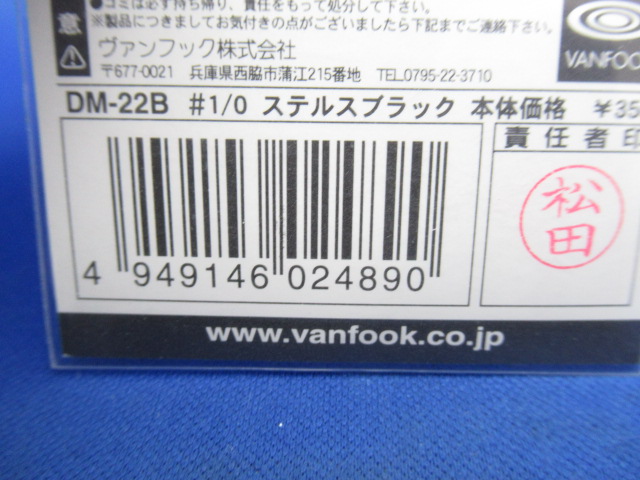 ●ゴミは必ず持ち帰り、責任をもって処分して下さい。
※製品につきましてお気付きの点がございましたら下記までご連絡下さい。
意
ヴァンフック株式会社
〒677-0021 兵庫県西脇市蒲江215番地 TEL.0795-22-3710
VANFOOK
DM-22B #1/0 ステルスブラック 本体価格 ¥35
責任者印
松田
4 949146 024890
www.vanfook.co.jp